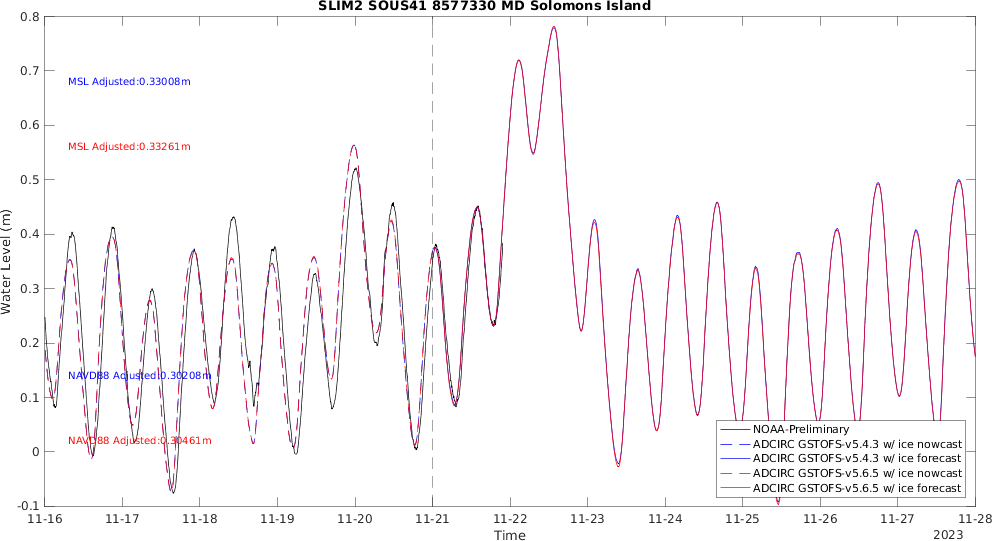 SLIM2 SOUS41 8577330 MD Solomons Island
0.8
0.7
0.6
0.5
0.4
0.3
0.2
0.1
0
-0.1
Water Level (m)
MSL Adjusted:0.33008m
MSL Adjusted:0.33261m
NAVD88 Adjusted:0.30208m
NAVD88 Adjusted:0.30461m
NOAA-Preliminary
ADCIRC GSTOFS-v5.4.3 w/ ice nowcast
ADCIRC GSTOFS-v5.4.3 w/ ice forecast
ADCIRC GSTOFS-v5.6.5 w/ ice nowcast
ADCIRC GSTOFS-v5.6.5 w/ ice forecast
11-16 11-17 11-18 11-19 11-20 11-21 11-22 11-23 11-24 11-25 11-26 11-27 11-28
Time
2023